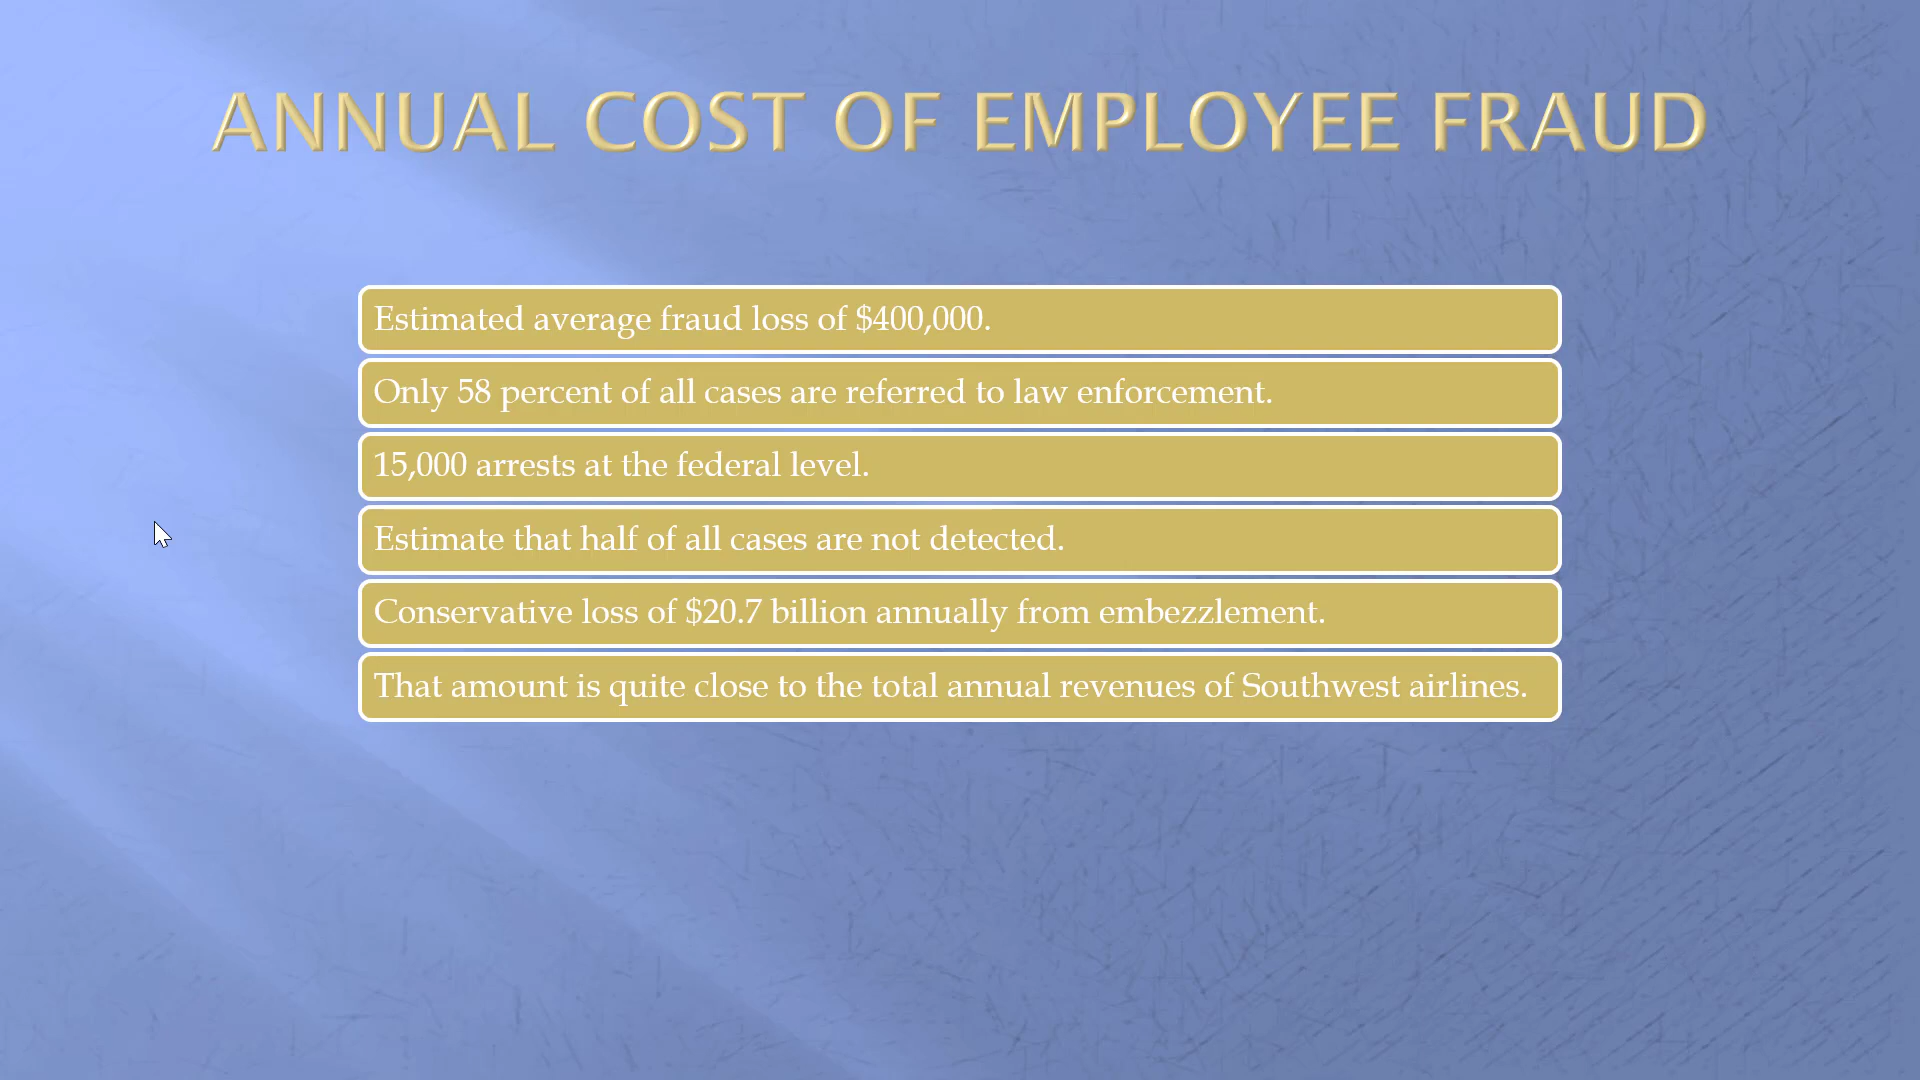 ANNUAL COST OF EMPLOYEE FRAUD
Estimated average fraud loss of $400,000.
Only 58 percent of all cases are referred to law enforcement.
15,000 arrests at the federal level.
Estimate that half of all cases are not detected.
Conservative loss of $20.7 billion annually from embezzlement.
That amount is quite close to the total annual revenues of Southwest airlines.